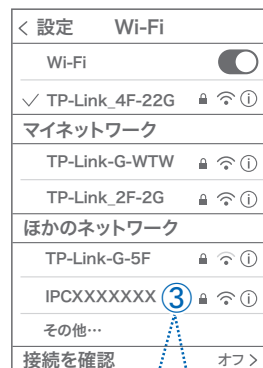 < 設定 Wi-Fi
Wi-Fi
TP-Link_4F-22G
マイネットワーク
TP-Link-G-WTW
TP-Link_2F-2G
ほかのネットワーク
TP-Link-G-5F
IPCXXXXXXX ③
その他…
接続を確認 オフ >